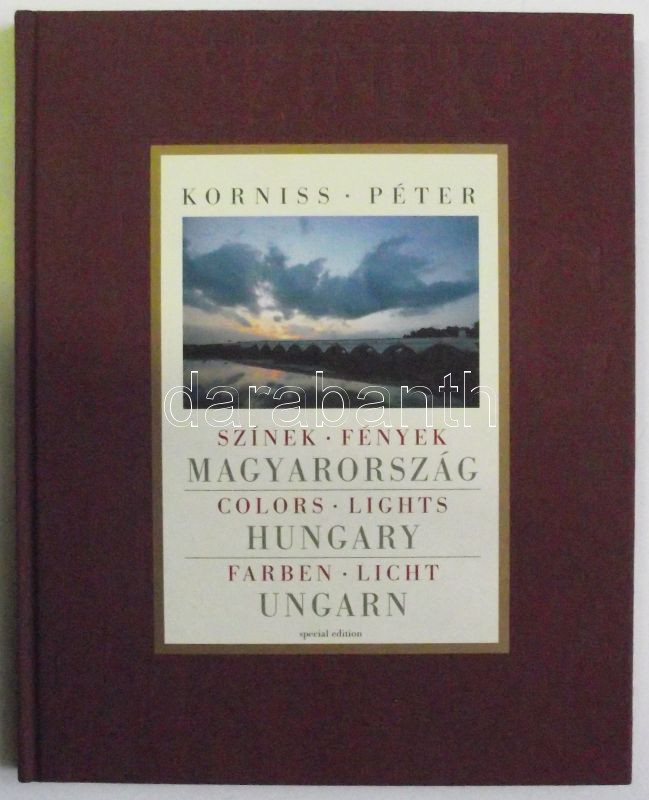 KORNISS · PÉTER
darabanth
SZÍNEK · FÉNYEK
MAGYARORSZÁG
COLORS · LIGHTS
HUNGARY
FARBEN · LICHT
UNGARN
special edition